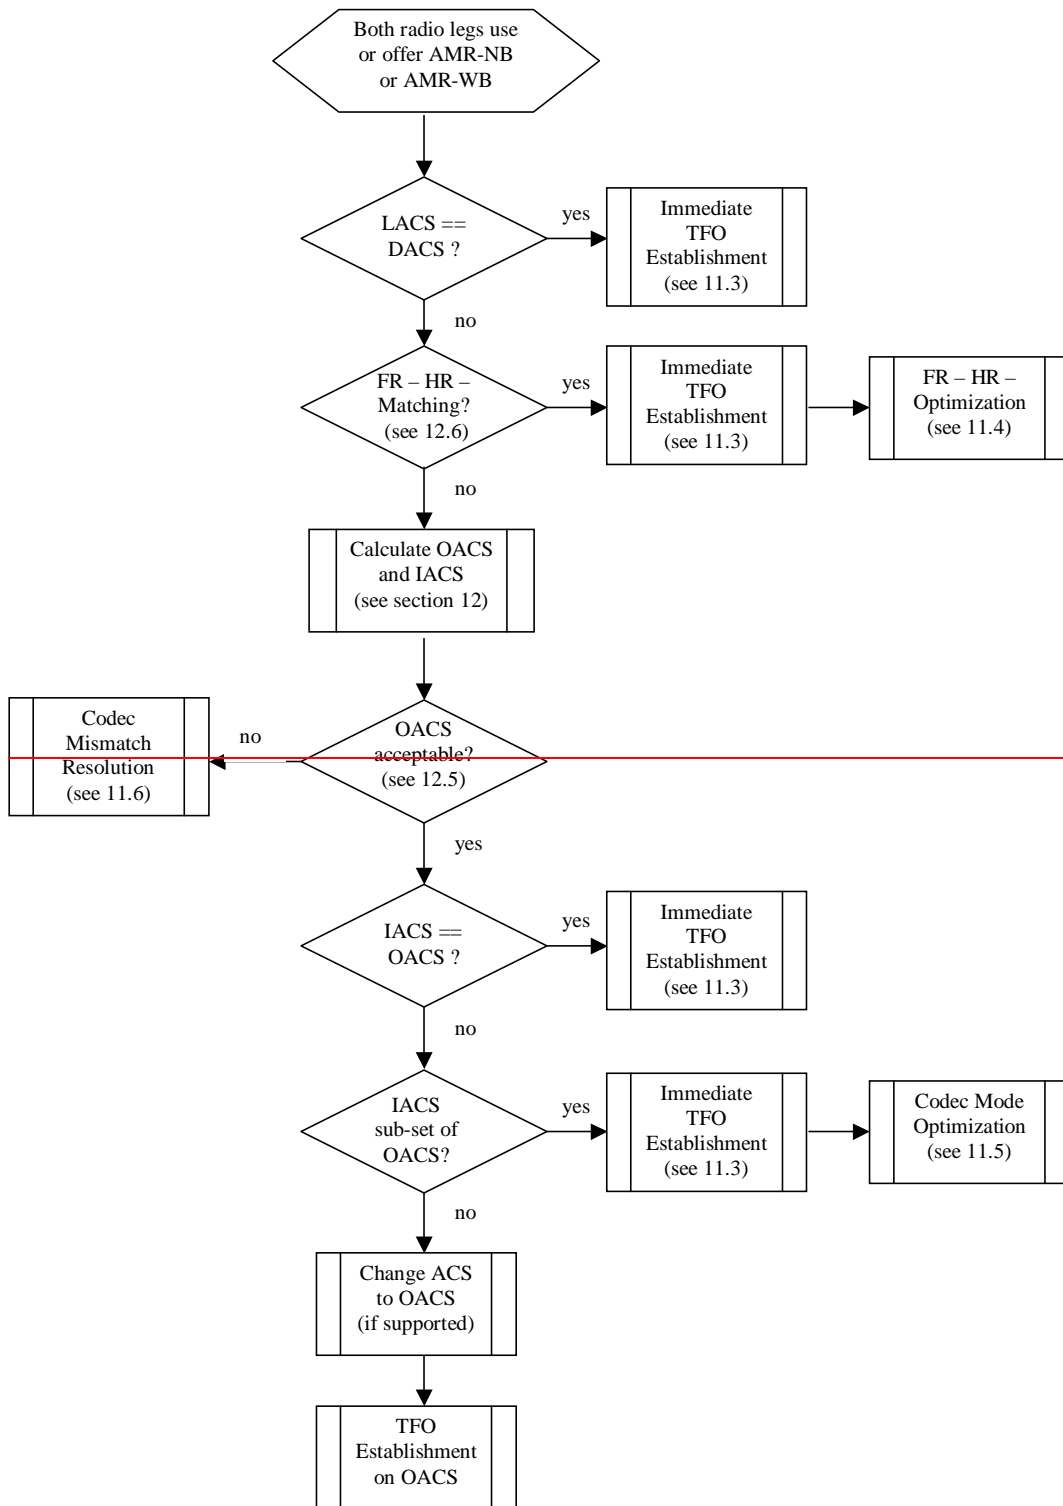 Both radio legs use
or offer AMR-NB
or AMR-WB
LACS ==
DACS ?
yes
Immediate
TFO
Establishment
(see 11.3)
no
FR – HR –
Matching?
(see 12.6)
yes
Immediate
TFO
Establishment
(see 11.3)
FR – HR –
Optimization
(see 11.4)
no
Calculate OACS
and IACS
(see section 12)
OACS
acceptable?
(see 12.5)
no
Codec
Mismatch
Resolution
(see 11.6)
yes
IACS ==
OACS ?
yes
Immediate
TFO
Establishment
(see 11.3)
no
IACS
sub-set of
OACS?
yes
Immediate
TFO
Establishment
(see 11.3)
Codec Mode
Optimization
(see 11.5)
no
Change ACS
to OACS
(if supported)
TFO
Establishment
on OACS